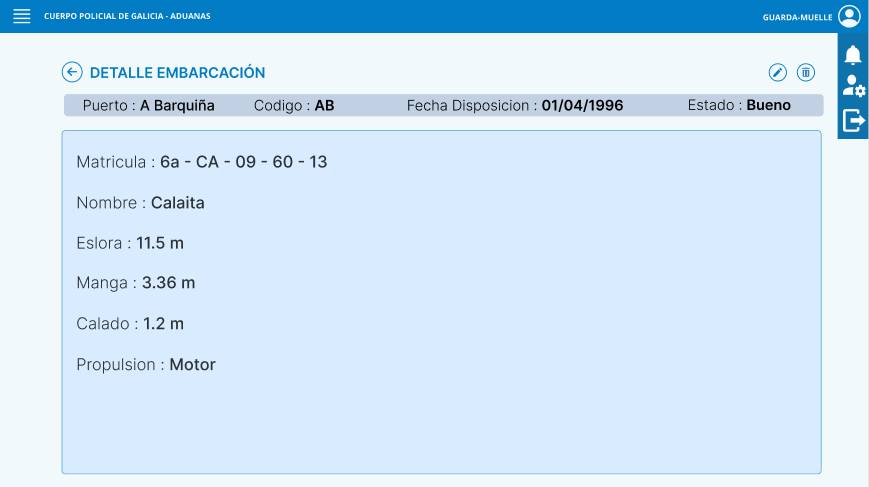 CUERPO POLICIAL DE GALICIA - ADUANAS
GUARDA-MUELLE
DETALLE EMBARCACIÓN
Puerto : A Barquiña Codigo : AB Fecha Disposicion : 01/04/1996 Estado : Bueno
Matricula : 6a - CA - 09 - 60 - 13
Nombre : Calaita
Eslora : 11.5 m
Manga : 3.36 m
Calado : 1.2 m
Propulsion : Motor